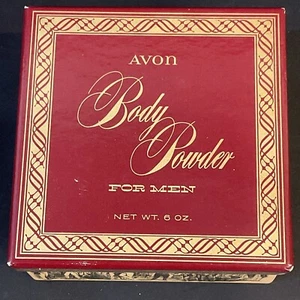 AVON
Body
Powder
FOR MEN
NET WT. 6 OZ.